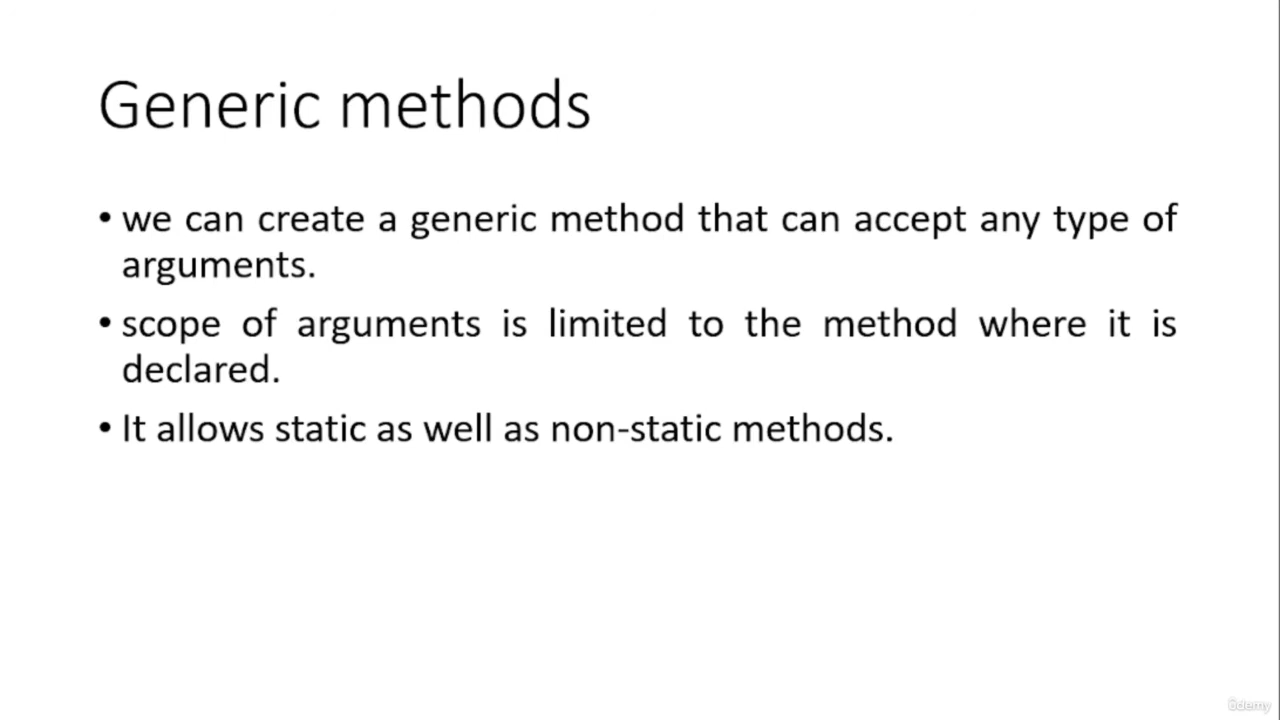 Generic methods
• we can create a generic method that can accept any type of
arguments.
• scope of arguments is limited to the method where it is
declared.
• It allows static as well as non-static methods.
ûdemy